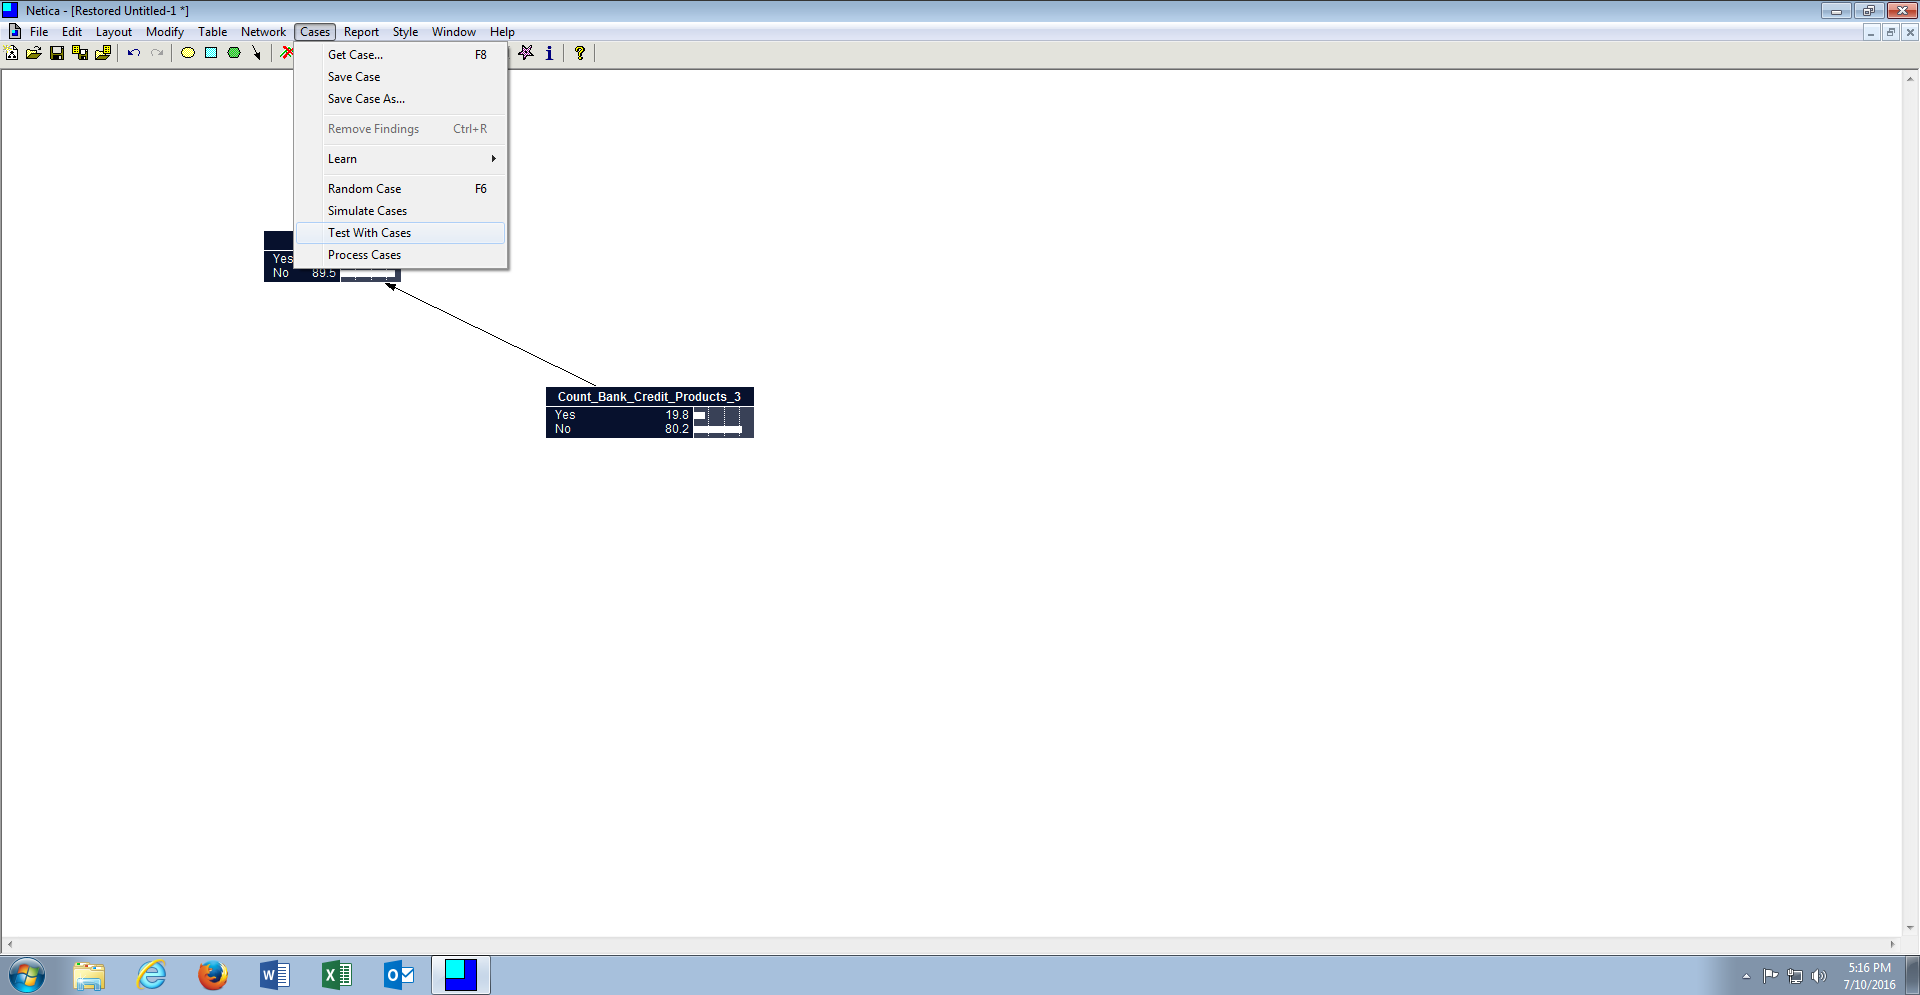 Netica - [Restored Untitled-1 *]
File Edit Layout Modify Table Network Cases Report Style Window Help
Get Case... F8
Save Case
Save Case As...
Remove Findings Ctrl+R
Learn
Random Case F6
Simulate Cases
Test With Cases
Process Cases
Yes
No 89.5
Count_Bank_Credit_Products_3
Yes 19.8
No 80.2
5:16 PM
7/10/2016